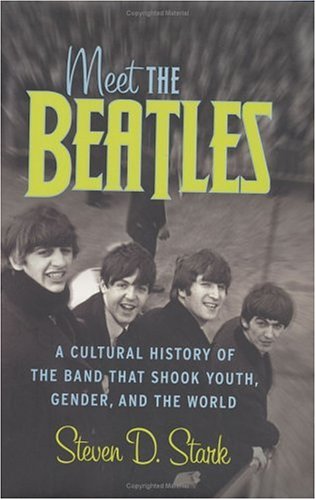 Meet THE
BEATLES
A CULTURAL HISTORY OF
THE BAND THAT SHOOK YOUTH,
GENDER, AND THE WORLD
Steven D. Stark